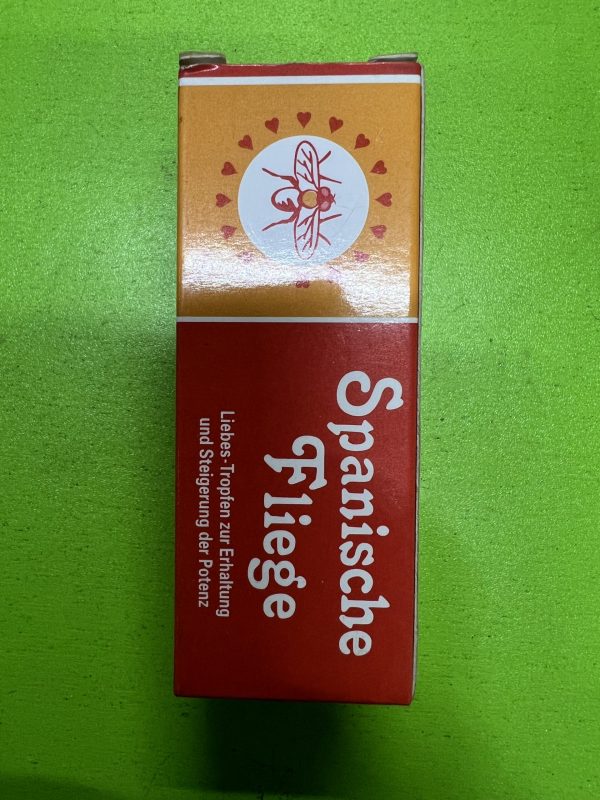 Spanische
Fliege
Liebes-Tropfen zur Erhaltung
und Steigerung der Potenz